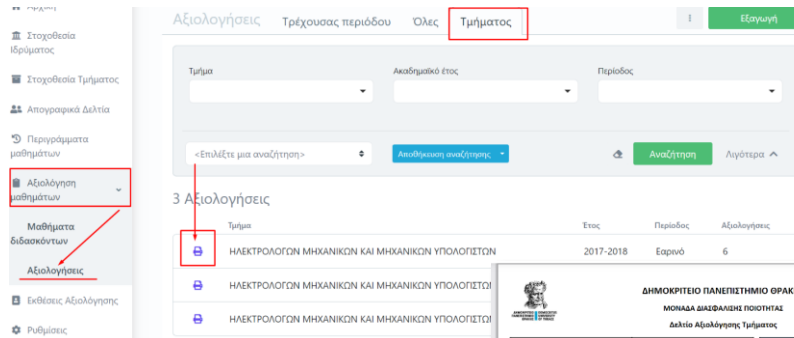 Αρχική
Στοχοθεσία
Ιδρύματος
Στοχοθεσία Τμήματος
Απογραφικά Δελτία
Περιγράμματα
μαθημάτων
Αξιολόγηση
μαθημάτων
Μαθήματα
διδασκόντων
Αξιολογήσεις
Εκθέσεις Αξιολόγησης
Ρυθμίσεις
Αξιολογήσεις Τρέχουσας περιόδου Όλες Τμήματος
Εξαγωγή
Τμήμα Ακαδημαϊκό έτος Περίοδος
<Επιλέξτε μια αναζήτηση> Αποθήκευση αναζήτησης Αναζήτηση Λιγότερα
3 Αξιολογήσεις
Τμήμα Έτος Περίοδος Αξιολογήσεις
ΗΛΕΚΤΡΟΛΟΓΩΝ ΜΗΧΑΝΙΚΩΝ ΚΑΙ ΜΗΧΑΝΙΚΩΝ ΥΠΟΛΟΓΙΣΤΩΝ 2017-2018 Εαρινό 6
ΗΛΕΚΤΡΟΛΟΓΩΝ ΜΗΧΑΝΙΚΩΝ ΚΑΙ ΜΗΧΑΝΙΚΩΝ ΥΠΟΛΟΓΙΣΤΩ
ΗΛΕΚΤΡΟΛΟΓΩΝ ΜΗΧΑΝΙΚΩΝ ΚΑΙ ΜΗΧΑΝΙΚΩΝ ΥΠΟΛΟΓΙΣΤΩ
ΔΗΜΟΚΡΙΤΕΙΟ ΠΑΝΕΠΙΣΤΗΜΙΟ ΘΡΑΚ
ΜΟΝΑΔΑ ΔΙΑΣΦΑΛΙΣΗΣ ΠΟΙΟΤΗΤΑΣ
Δελτίο Αξιολόγησης Τμήματος